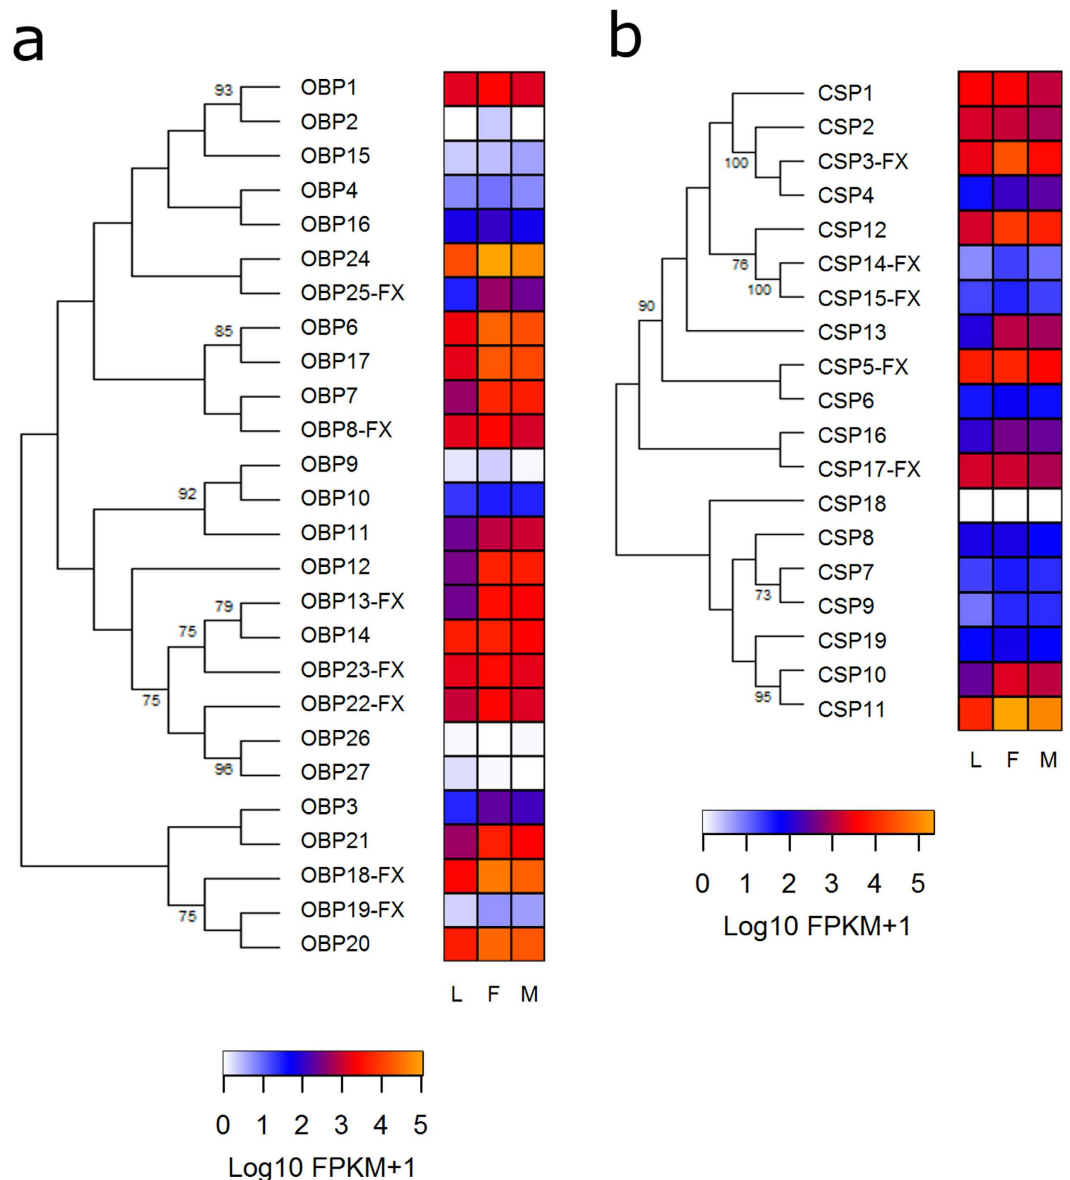 a
93
OBP1
OBP2
OBP15
OBP4
OBP16
OBP24
OBP25-FX
85
OBP6
OBP17
OBP7
OBP8-FX
OBP9
92
OBP10
OBP11
OBP12
79
OBP13-FX
75
OBP14
OBP23-FX
75
OBP22-FX
OBP26
96
OBP27
OBP3
OBP21
OBP18-FX
75
OBP19-FX
OBP20
L F M
0 1 2 3 4 5
Log10 FPKM+1
b
CSP1
CSP2
100
CSP3-FX
CSP4
CSP12
76
CSP14-FX
100
CSP15-FX
90
CSP13
CSP5-FX
CSP6
CSP16
CSP17-FX
CSP18
CSP8
CSP7
73
CSP9
CSP19
CSP10
95
CSP11
L F M
0 1 2 3 4 5
Log10 FPKM+1